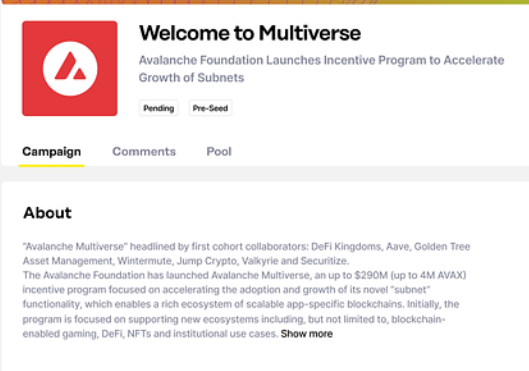 Welcome to Multiverse
Avalanche Foundation Launches Incentive Program to Accelerate
Growth of Subnets
Pending Pre-Seed
Campaign Comments Pool
About
"Avalanche Multiverse" headlined by first cohort collaborators: DeFi Kingdoms, Aave, Golden Tree
Asset Management, Wintermute, Jump Crypto, Valkyrie and Securitize.
The Avalanche Foundation has launched Avalanche Multiverse, an up to $290M (up to 4M AVAX)
incentive program focused on accelerating the adoption and growth of its novel "subnet"
functionality, which enables a rich ecosystem of scalable app-specific blockchains. Initially, the
program is focused on supporting new ecosystems including, but not limited to, blockchain-
enabled gaming, DeFi, NFTs and institutional use cases. Show more